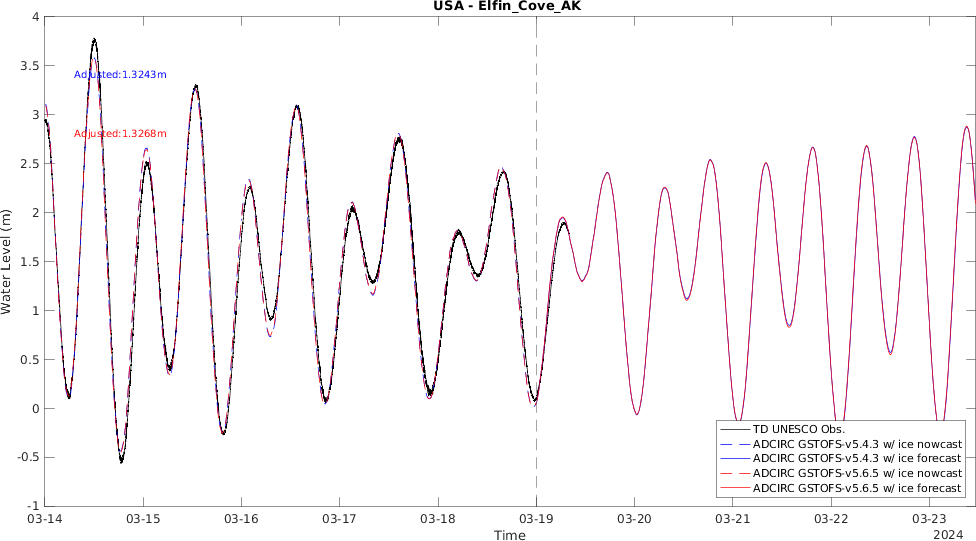 USA - Elfin_Cove_AK
Water Level (m)
4
3.5
3
2.5
2
1.5
1
0.5
0
-0.5
-1
Adjusted:1.3243m
Adjusted:1.3268m
TD UNESCO Obs.
ADCIRC GSTOFS-v5.4.3 w/ ice nowcast
ADCIRC GSTOFS-v5.4.3 w/ ice forecast
ADCIRC GSTOFS-v5.6.5 w/ ice nowcast
ADCIRC GSTOFS-v5.6.5 w/ ice forecast
03-14 03-15 03-16 03-17 03-18 03-19 03-20 03-21 03-22 03-23
Time
2024